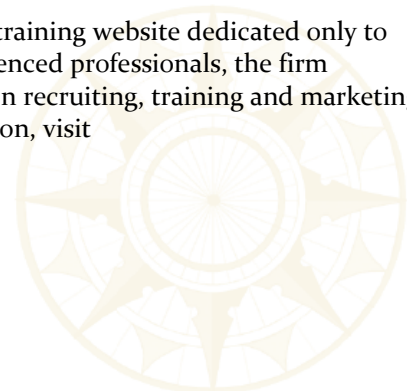 training website dedicated only to
enced professionals, the firm
n recruiting, training and marketing
on, visit